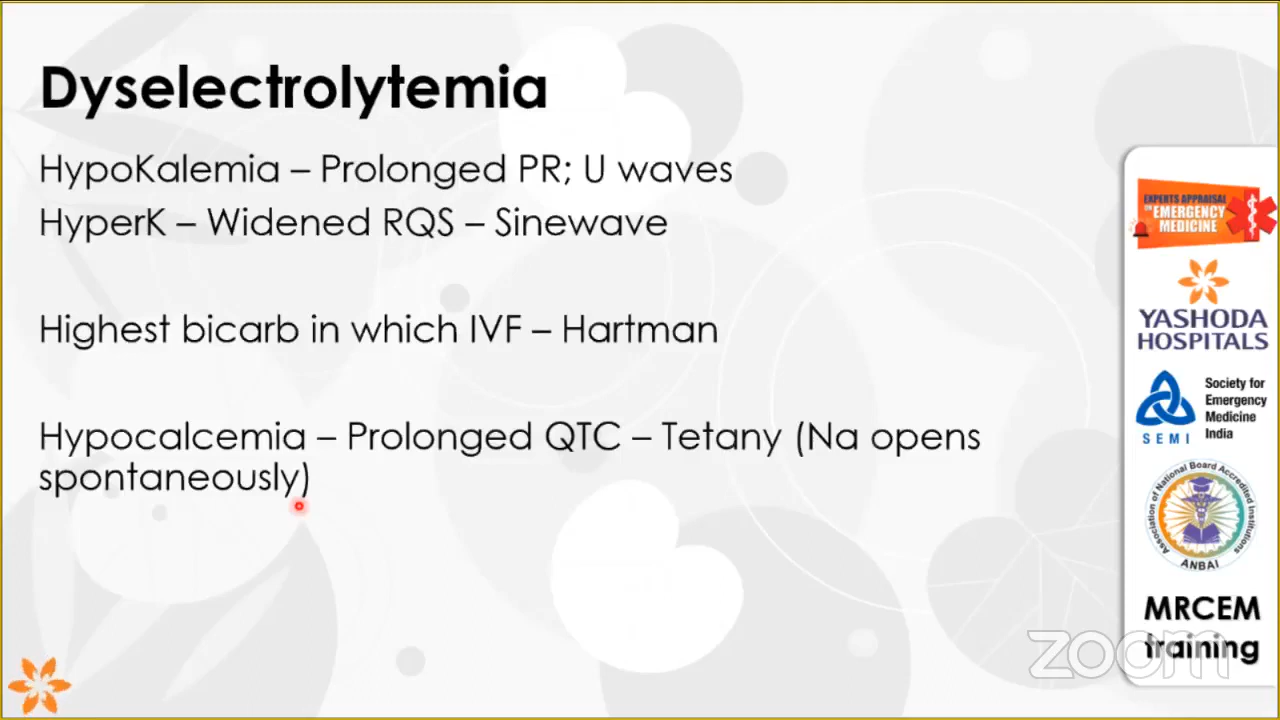 Dyselectrolytemia
HypoKalemia – Prolonged PR; U waves
HyperK – Widened RQS – Sinewave
Highest bicarb in which IVF – Hartman
Hypocalcemia – Prolonged QTC – Tetany (Na opens
spontaneously)
EXPERTS APPRAISAL
IN EMERGENCY
MEDICINE
YASHODA
HOSPITALS
Society for
Emergency
Medicine
India
SEMI
Association of National Board Accredited Institutions
ANBAI
MRCEM
training
zoom